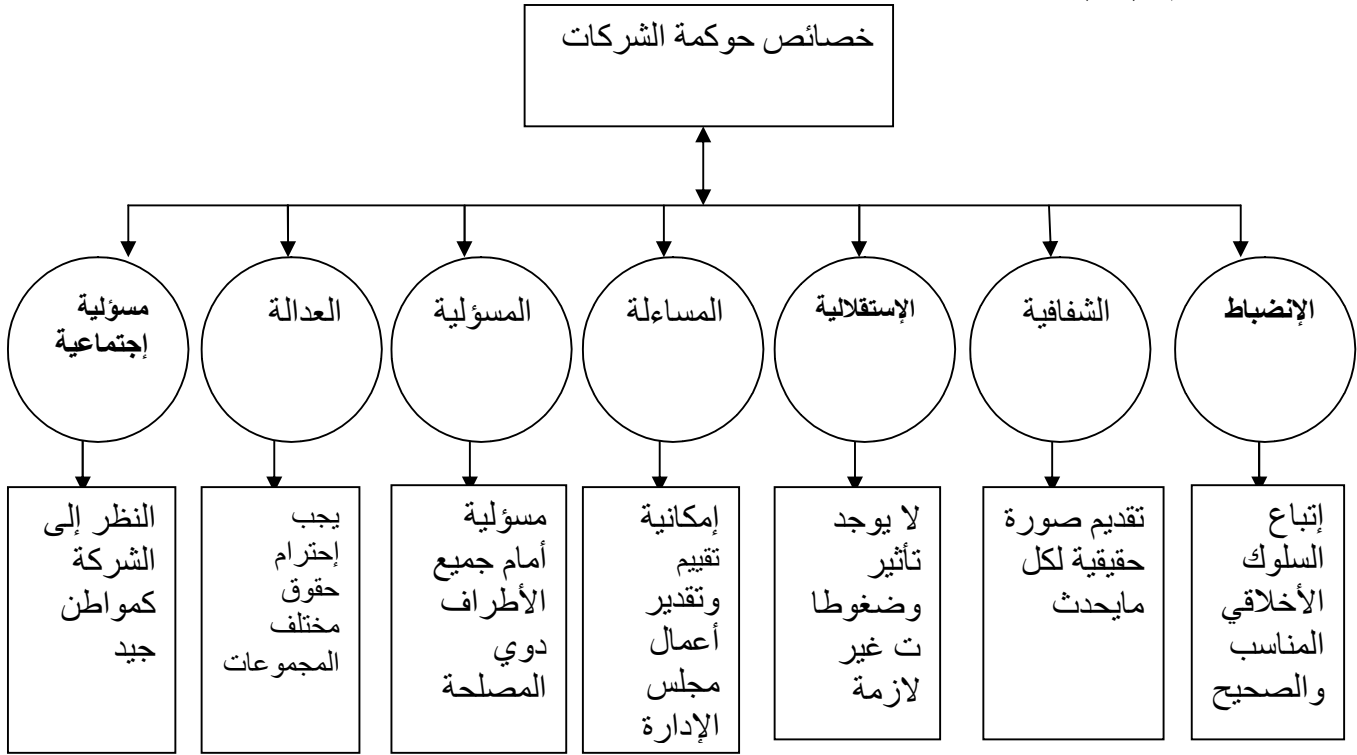 خصائص حوكمة الشركات
الإنضباط
الشفافية
الإستقلالية
المساءلة
المسؤلية
العدالة
مسؤلية
إجتماعية
إتباع
السلوك
الأخلاقي
المناسب
والصحيح
تقديم صورة
حقيقية لكل
مايحدث
لا يوجد
تأثير
وضغوطا
ت غير
لازمة
إمكانية
تقييم
وتقدير
أعمال
مجلس
الإدارة
مسؤلية
أمام جميع
الأطراف
دوي
المصلحة
يجب
إحترام
حقوق
مختلف
المجموعات
النظر إلى
الشركة
كمواطن
جيد